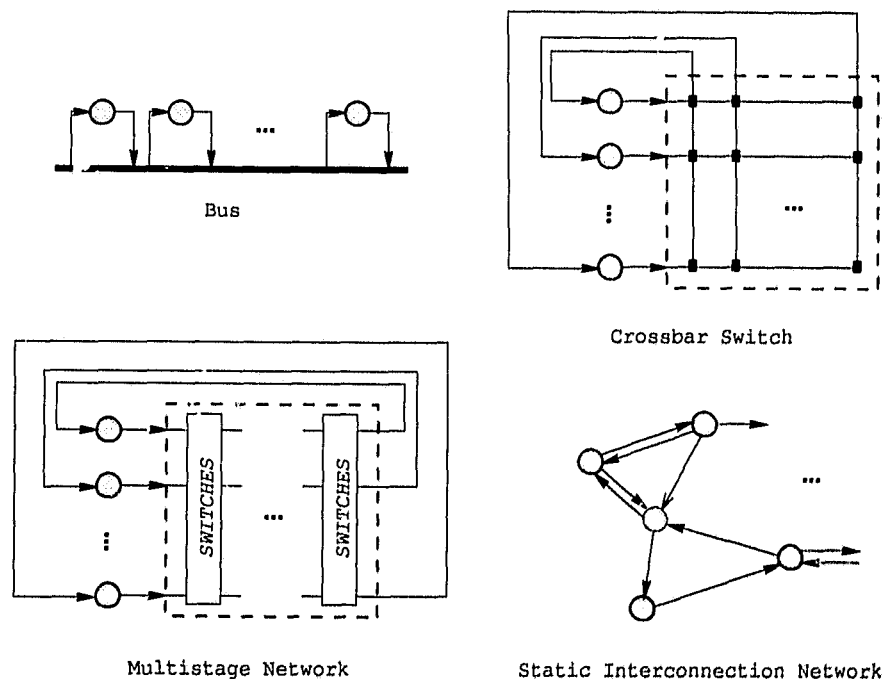 Bus
Crossbar Switch
SWITCHES
SWITCHES
Multistage Network
Static Interconnection Network